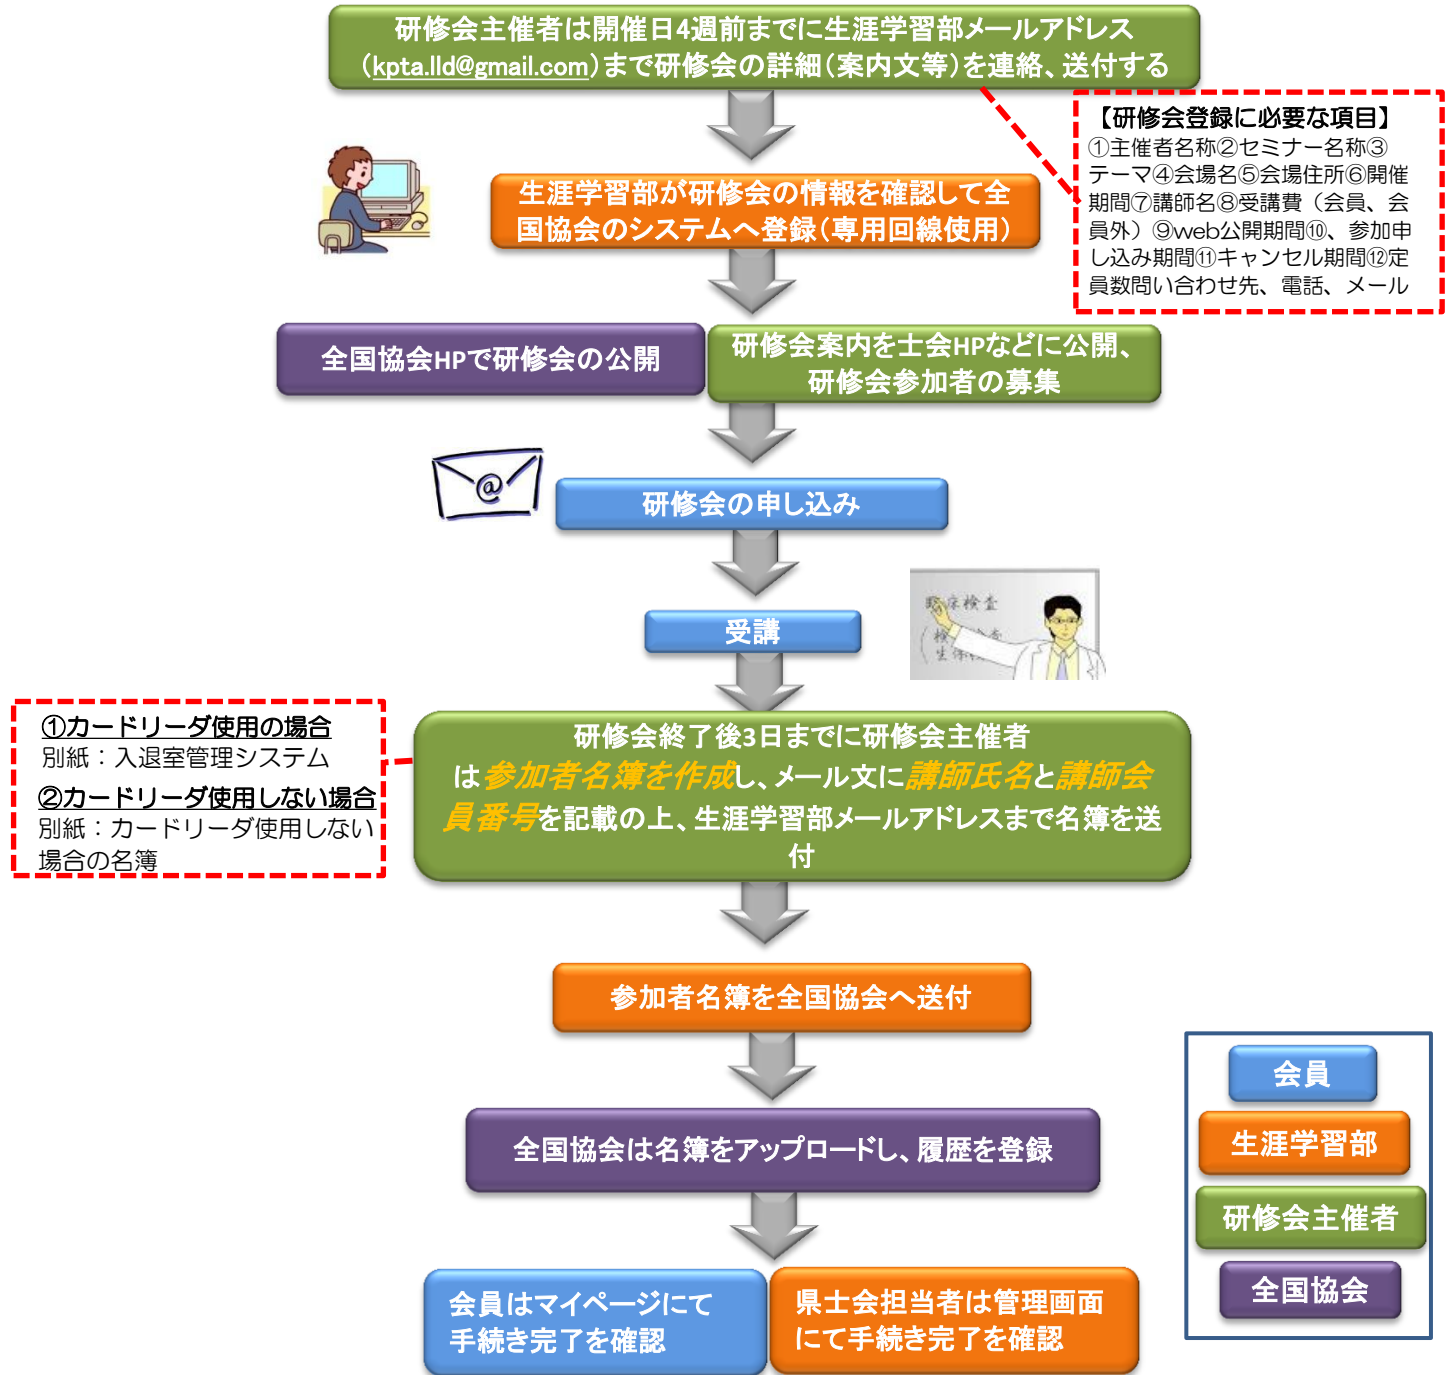 研修会主催者は開催日4週前までに生涯学習部メールアドレス
（kpta.lld@gmail.com）まで研修会の詳細（案内文等）を連絡、送付する
【研修会登録に必要な項目】
①主催者名称②セミナー名称③
テーマ④会場名⑤会場住所⑥開催
期間⑦講師名⑧受講費（会員、会
員外）⑨web公開期間⑩、参加申
し込み期間⑪キャンセル期間⑫定
員数問い合わせ先、電話、メール
生涯学習部が研修会の情報を確認して全
国協会のシステムへ登録（専用回線使用）
全国協会HPで研修会の公開
研修会案内を士会HPなどに公開、
研修会参加者の募集
@
研修会の申し込み
受講
床検査
①カードリーダ使用の場合
別紙：入退室管理システム
②カードリーダ使用しない場合
別紙：カードリーダ使用しない
場合の名簿
研修会終了後3日までに研修会主催者
は参加者名簿を作成し、メール文に講師氏名と講師会
員番号を記載の上、生涯学習部メールアドレスまで名簿を送
付
参加者名簿を全国協会へ送付
全国協会は名簿をアップロードし、履歴を登録
会員はマイページにて
手続き完了を確認
県士会担当者は管理画面
にて手続き完了を確認
会員
生涯学習部
研修会主催者
全国協会